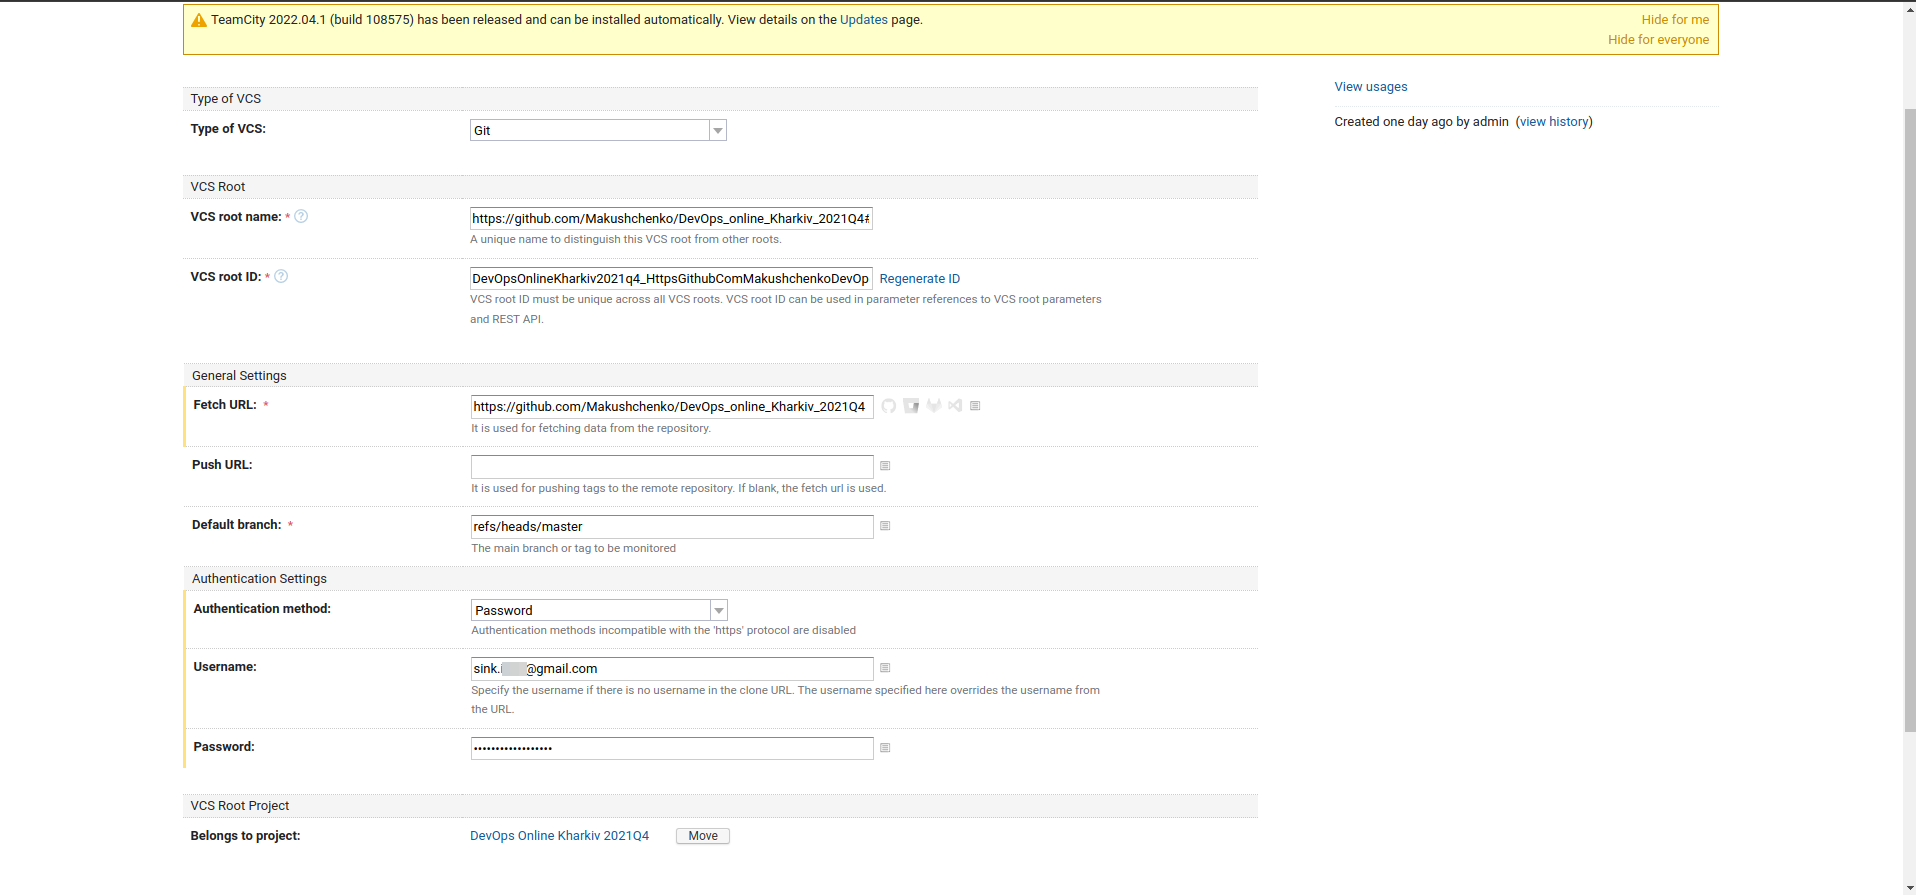 TeamCity 2022.04.1 (build 108575) has been released and can be installed automatically. View details on the Updates page.
Hide for me
Hide for everyone
View usages
Created one day ago by admin (view history)
Type of VCS
Type of VCS:
Git
VCS Root
VCS root name: *
https://github.com/Makushchenko/DevOps_online_Kharkiv_2021Q4#
A unique name to distinguish this VCS root from other roots.
VCS root ID: *
DevOpsOnlineKharkiv2021q4_HttpsGithubComMakushchenkoDevOp
Regenerate ID
VCS root ID must be unique across all VCS roots. VCS root ID can be used in parameter references to VCS root parameters
and REST API.
General Settings
Fetch URL: *
https://github.com/Makushchenko/DevOps_online_Kharkiv_2021Q4
It is used for fetching data from the repository.
Push URL:
It is used for pushing tags to the remote repository. If blank, the fetch url is used.
Default branch: *
refs/heads/master
The main branch or tag to be monitored
Authentication Settings
Authentication method:
Password
Authentication methods incompatible with the 'https' protocol are disabled
Username:
sink. @gmail.com
Specify the username if there is no username in the clone URL. The username specified here overrides the username from
the URL.
Password:
••••••••••••••••••
VCS Root Project
Belongs to project:
DevOps Online Kharkiv 2021Q4
Move